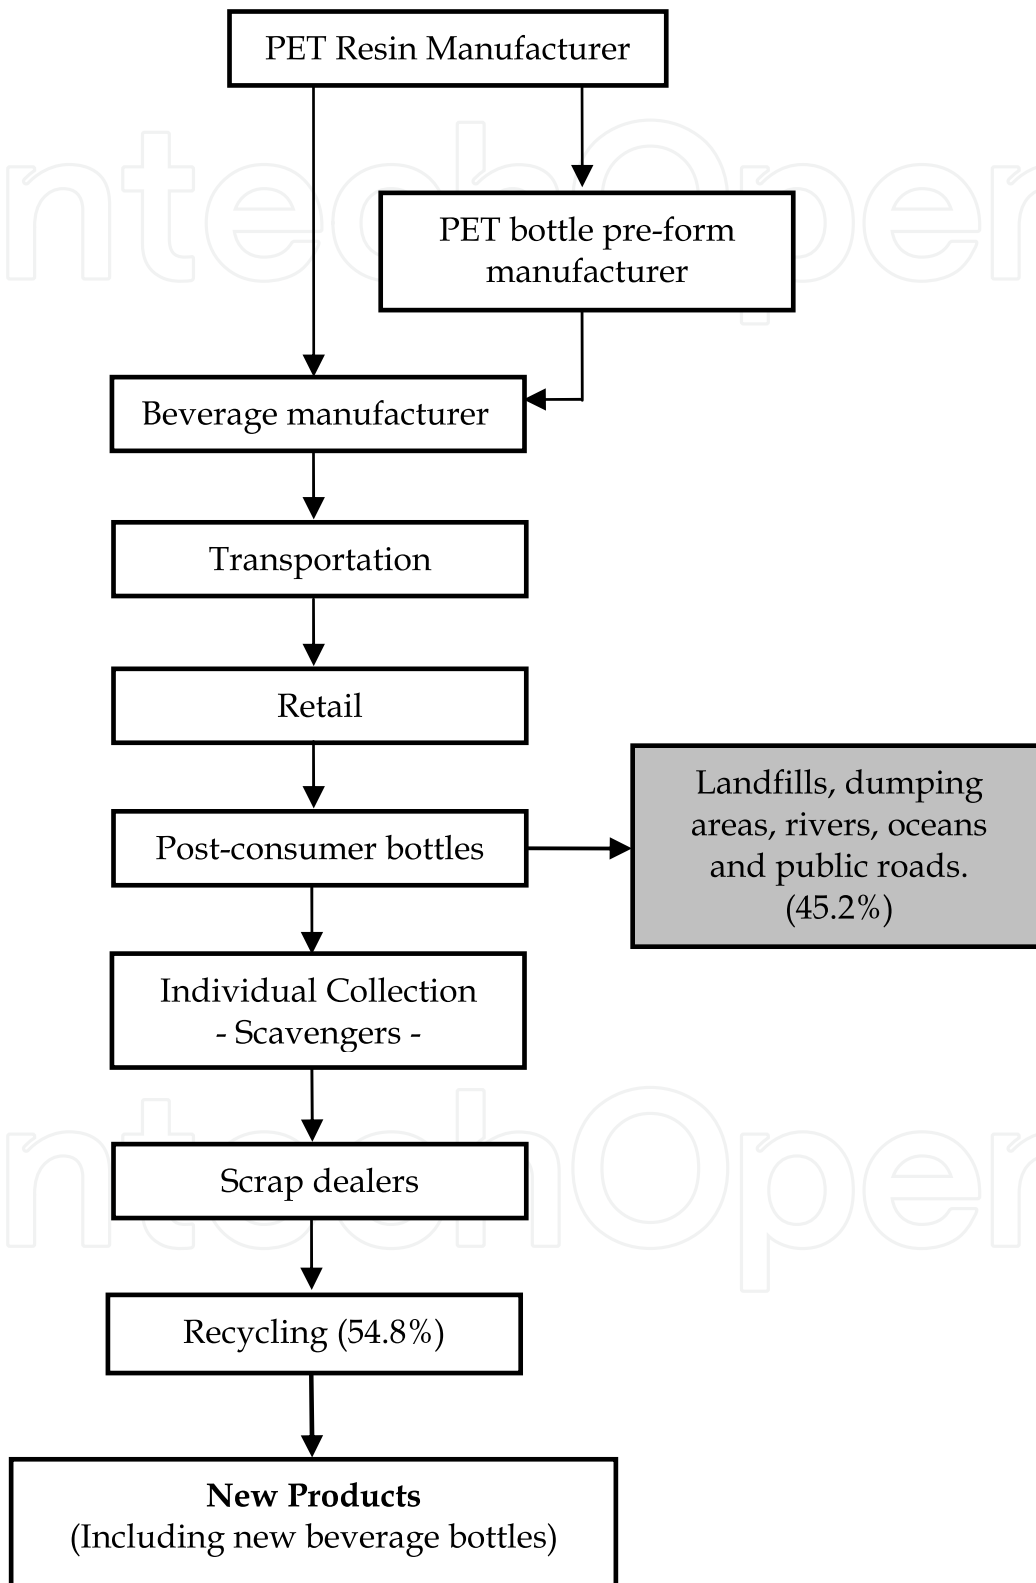 PET Resin Manufacturer
PET bottle pre-form
manufacturer
Beverage manufacturer
Transportation
Retail
Post-consumer bottles
Landfills, dumping
areas, rivers, oceans
and public roads.
(45.2%)
Individual Collection
- Scavengers -
Scrap dealers
Recycling (54.8%)
New Products
(Including new beverage bottles)
ntechOpen
ntechOpen